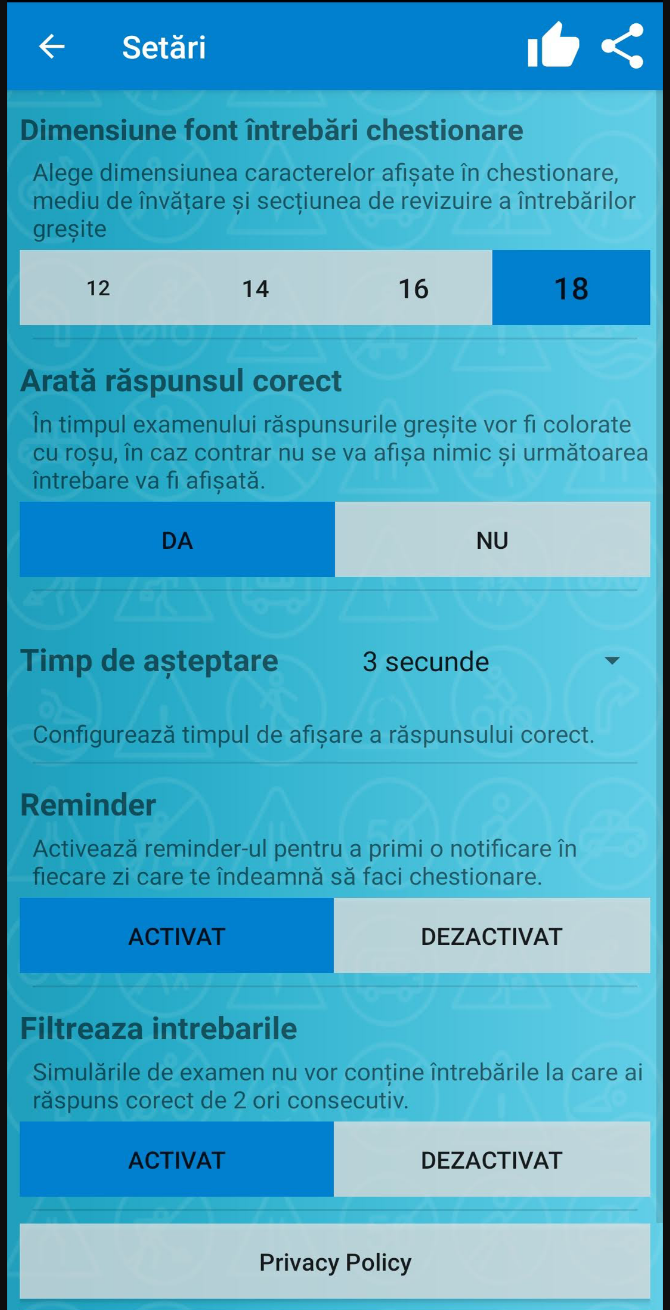 Setări
Dimensiune font întrebări chestionare
Alege dimensiunea caracterelor afișate în chestionare,
mediu de învățare și secțiunea de revizuire a întrebărilor
greșite
12 14 16 18
Arată răspunsul corect
În timpul examenului răspunsurile greșite vor fi colorate
cu roșu, în caz contrar nu se va afișa nimic și următoarea
întrebare va fi afișată.
DA NU
Timp de așteptare 3 secunde
Configurează timpul de afișare a răspunsului corect.
Reminder
Activează reminder-ul pentru a primi o notificare în
fiecare zi care te îndeamnă să faci chestionare.
ACTIVAT DEZACTIVAT
Filtreaza intrebarile
Simulările de examen nu vor conține întrebările la care ai
răspuns corect de 2 ori consecutiv.
ACTIVAT DEZACTIVAT
Privacy Policy